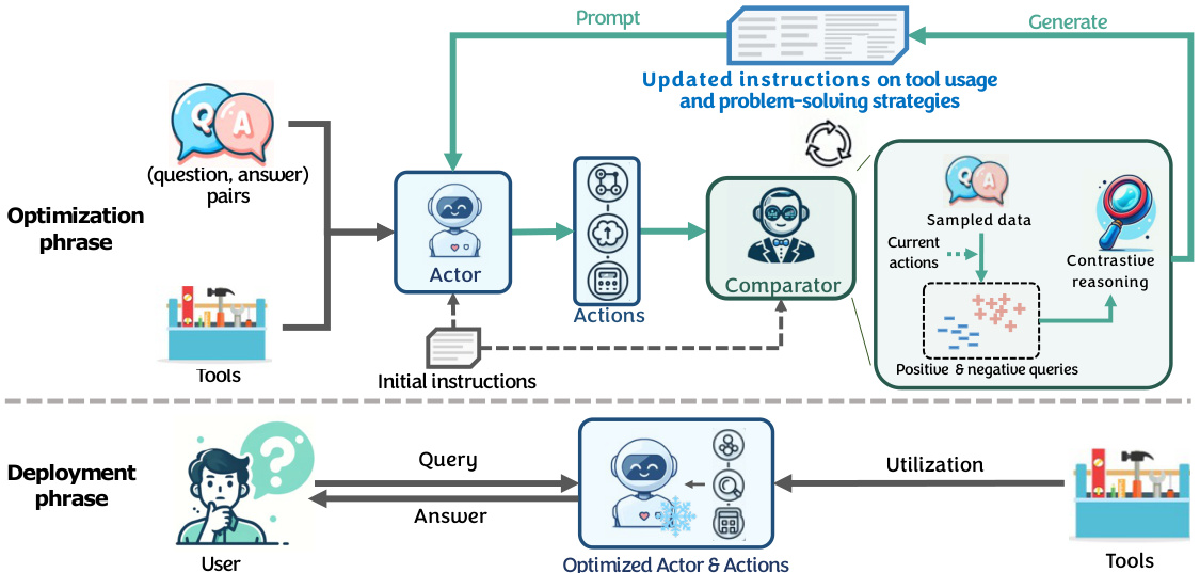 Prompt
Generate
Updated instructions on tool usage
and problem-solving strategies
Q A
(question, answer)
pairs
Optimization
phrase
Tools
Actor
Actions
Initial instructions
Comparator
Q A
Sampled data
Current
actions
Contrastive
reasoning
Positive & negative queries
Deployment
phrase
?
User
Query
Answer
Optimized Actor & Actions
Utilization
Tools